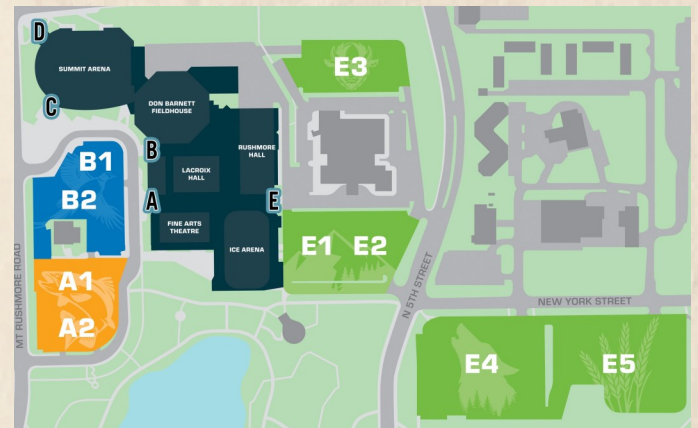 D
SUMMIT ARENA
C
DON BARNETT
FIELDHOUSE
B
RUSHMORE
HALL
LACROIX
HALL
A
E
FINE ARTS
THEATRE
ICE ARENA
E3
B1
B2
E1 E2
A1
A2
MT RUSHMORE ROAD
N 5TH STREET
NEW YORK STREET
E4
E5